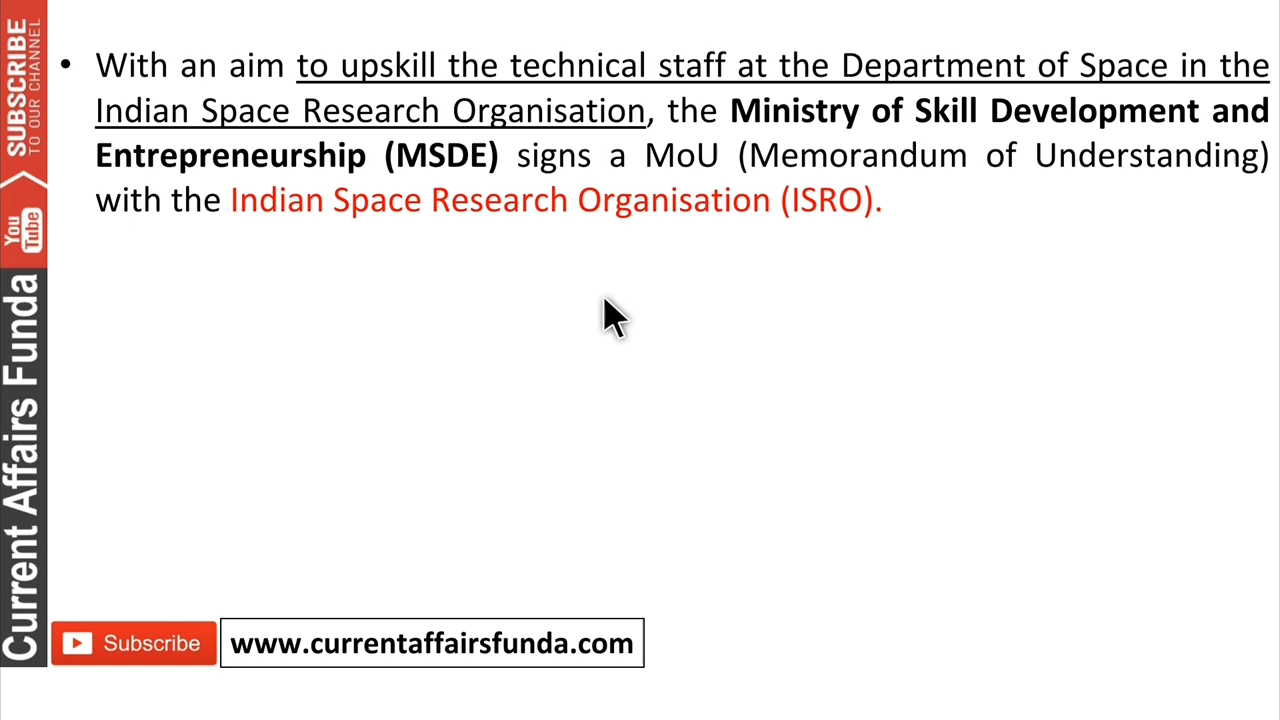 • With an aim to upskill the technical staff at the Department of Space in the
Indian Space Research Organisation, the Ministry of Skill Development and
Entrepreneurship (MSDE) signs a MoU (Memorandum of Understanding)
with the Indian Space Research Organisation (ISRO).
SUBSCRIBE
TO OUR CHANNEL
You
Tube
Current Affairs Funda
Subscribe
www.currentaffairsfunda.com